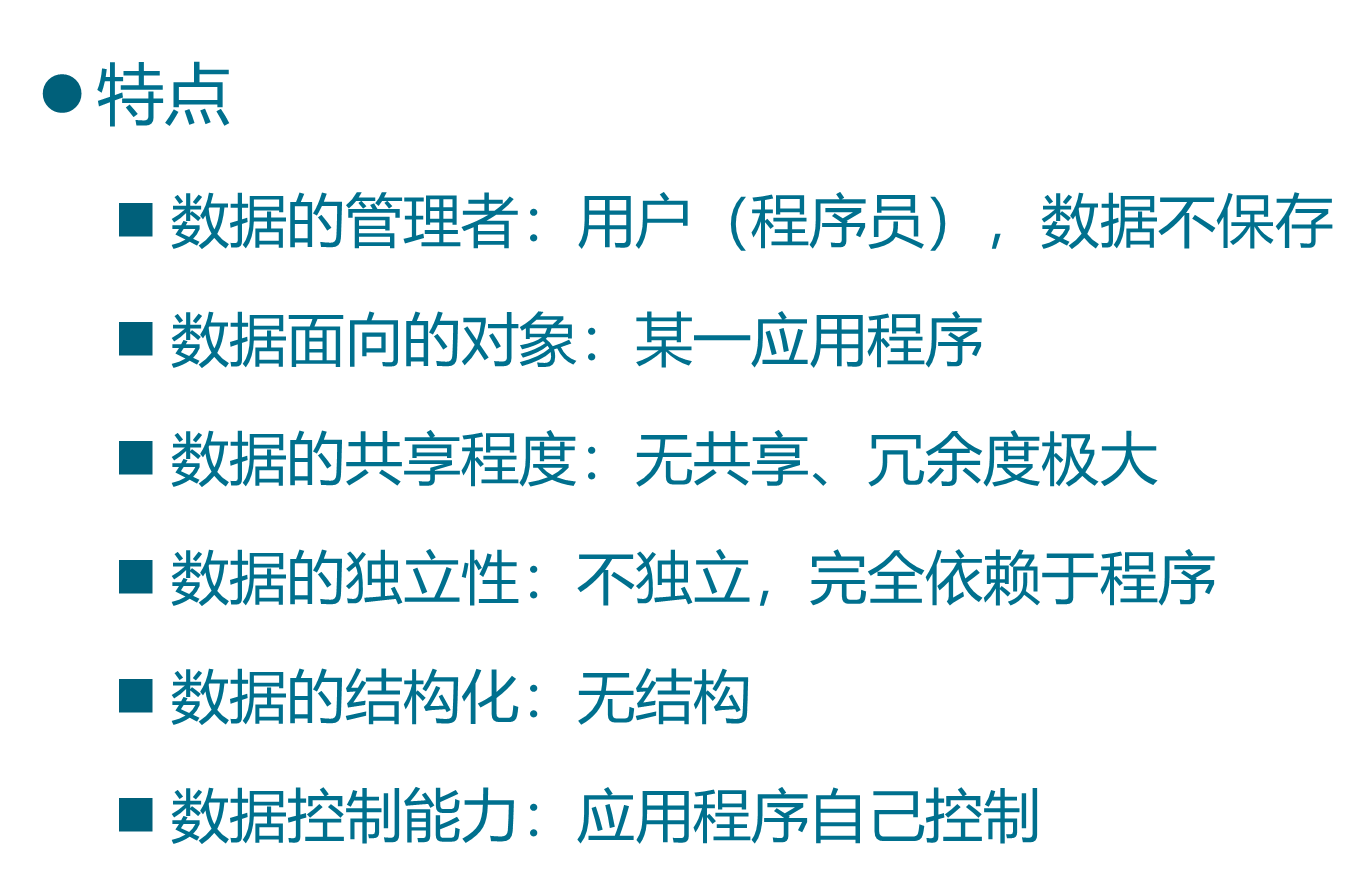 特点
数据的管理者：用户（程序员），数据不保存
数据面向的对象：某一应用程序
数据的共享程度：无共享、冗余度极大
数据的独立性：不独立，完全依赖于程序
数据的结构化：无结构
数据控制能力：应用程序自己控制